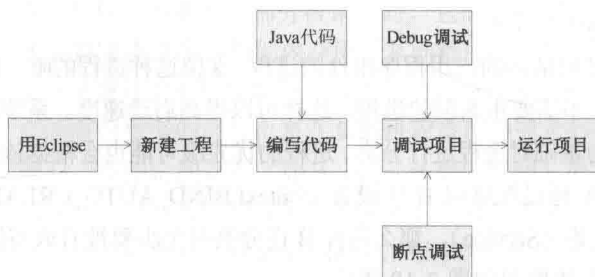 Java代码
Debug调试
用Eclipse
新建工程
编写代码
调试项目
运行项目
断点调试